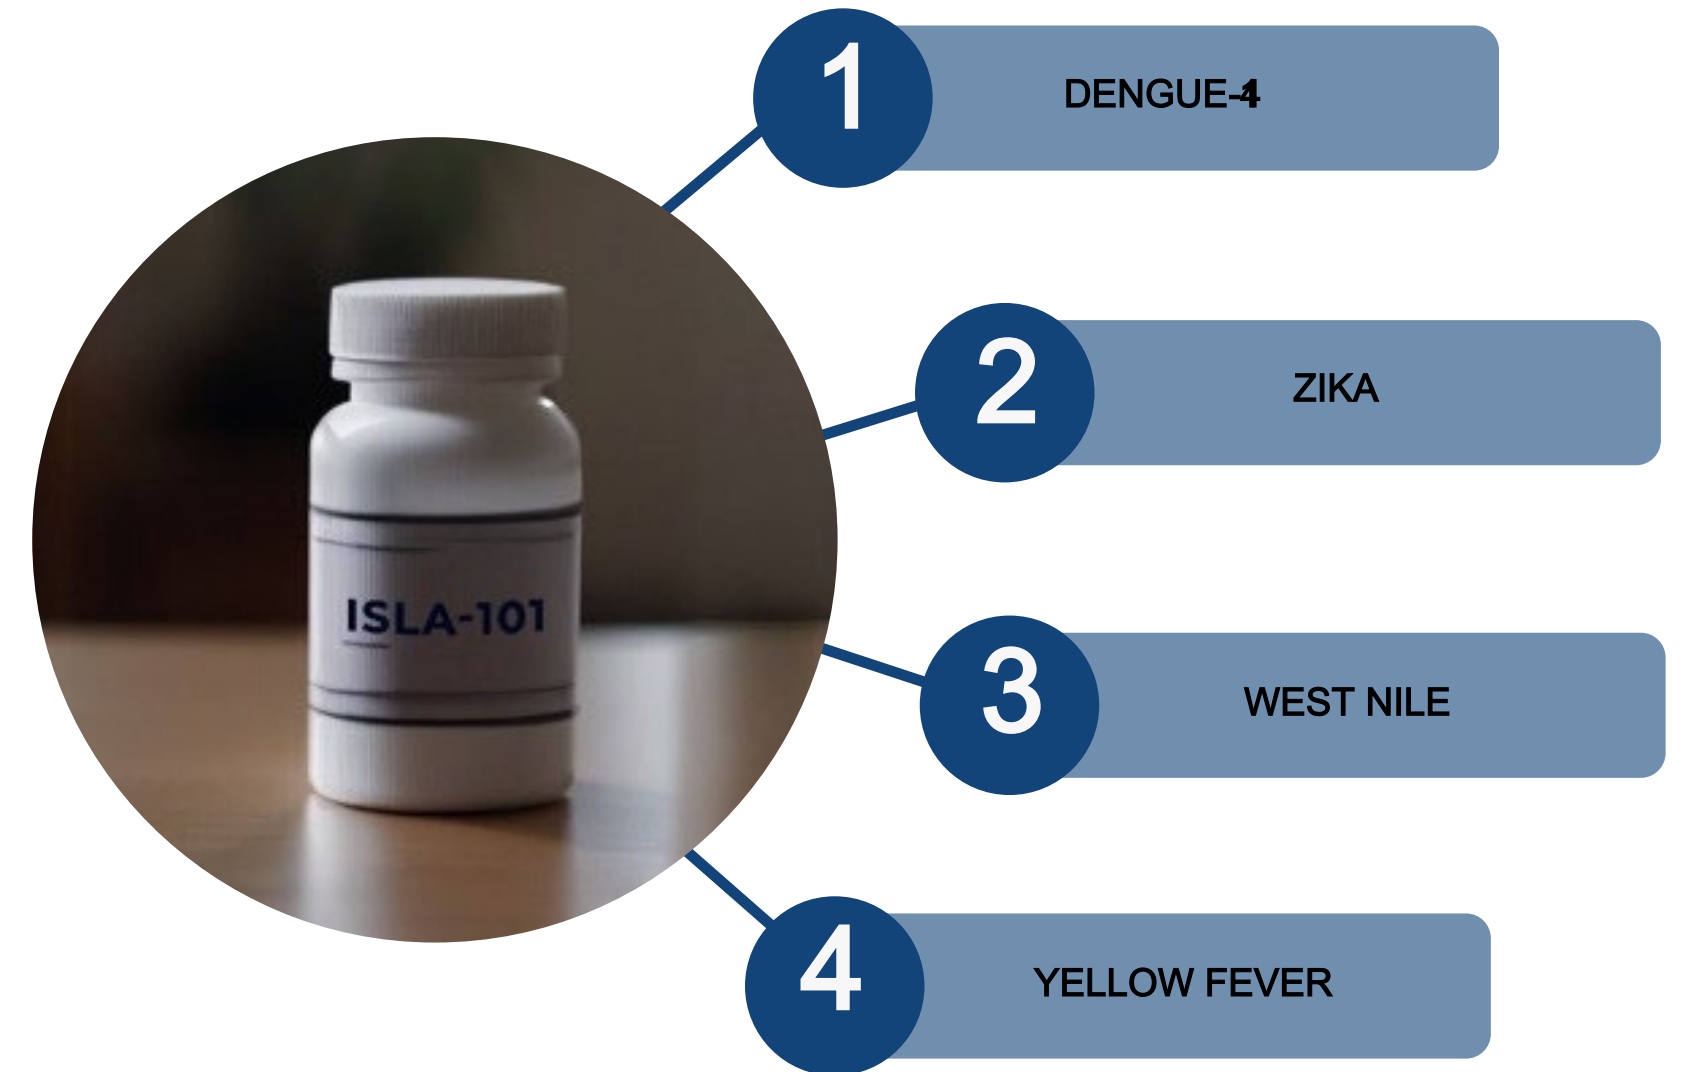 1
DENGUE-
2
ZIKA
ISLA-101
3
WEST NILE
4
YELLOW FEVER